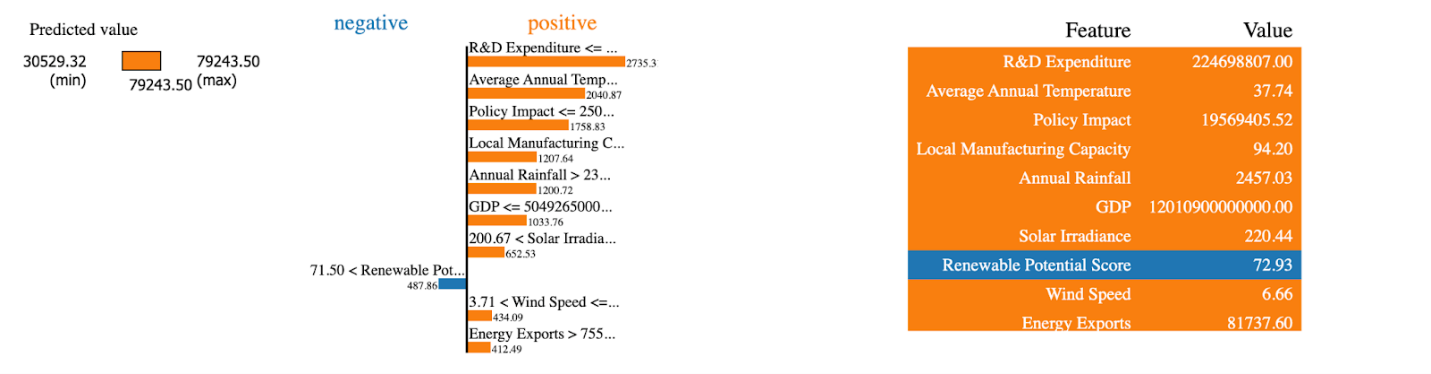 Predicted value
30529.32
(min)
79243.50
79243.50
(max)
negative
positive
R&D Expenditure <= ...
2735.3
Average Annual Temp...
2040.87
Policy Impact <= 250...
1758.83
Local Manufacturing C...
1207.64
Annual Rainfall > 23...
1200.72
GDP <= 5049265000...
1033.76
200.67 < Solar Irradia...
652.53
71.50 < Renewable Pot...
487.86
3.71 < Wind Speed <=...
434.09
Energy Exports > 755...
412.49
Feature Value
R&D Expenditure 224698807.00
Average Annual Temperature 37.74
Policy Impact 19569405.52
Local Manufacturing Capacity 94.20
Annual Rainfall 2457.03
GDP 12010900000000.00
Solar Irradiance 220.44
Renewable Potential Score 72.93
Wind Speed 6.66
Energy Exports 81737.60